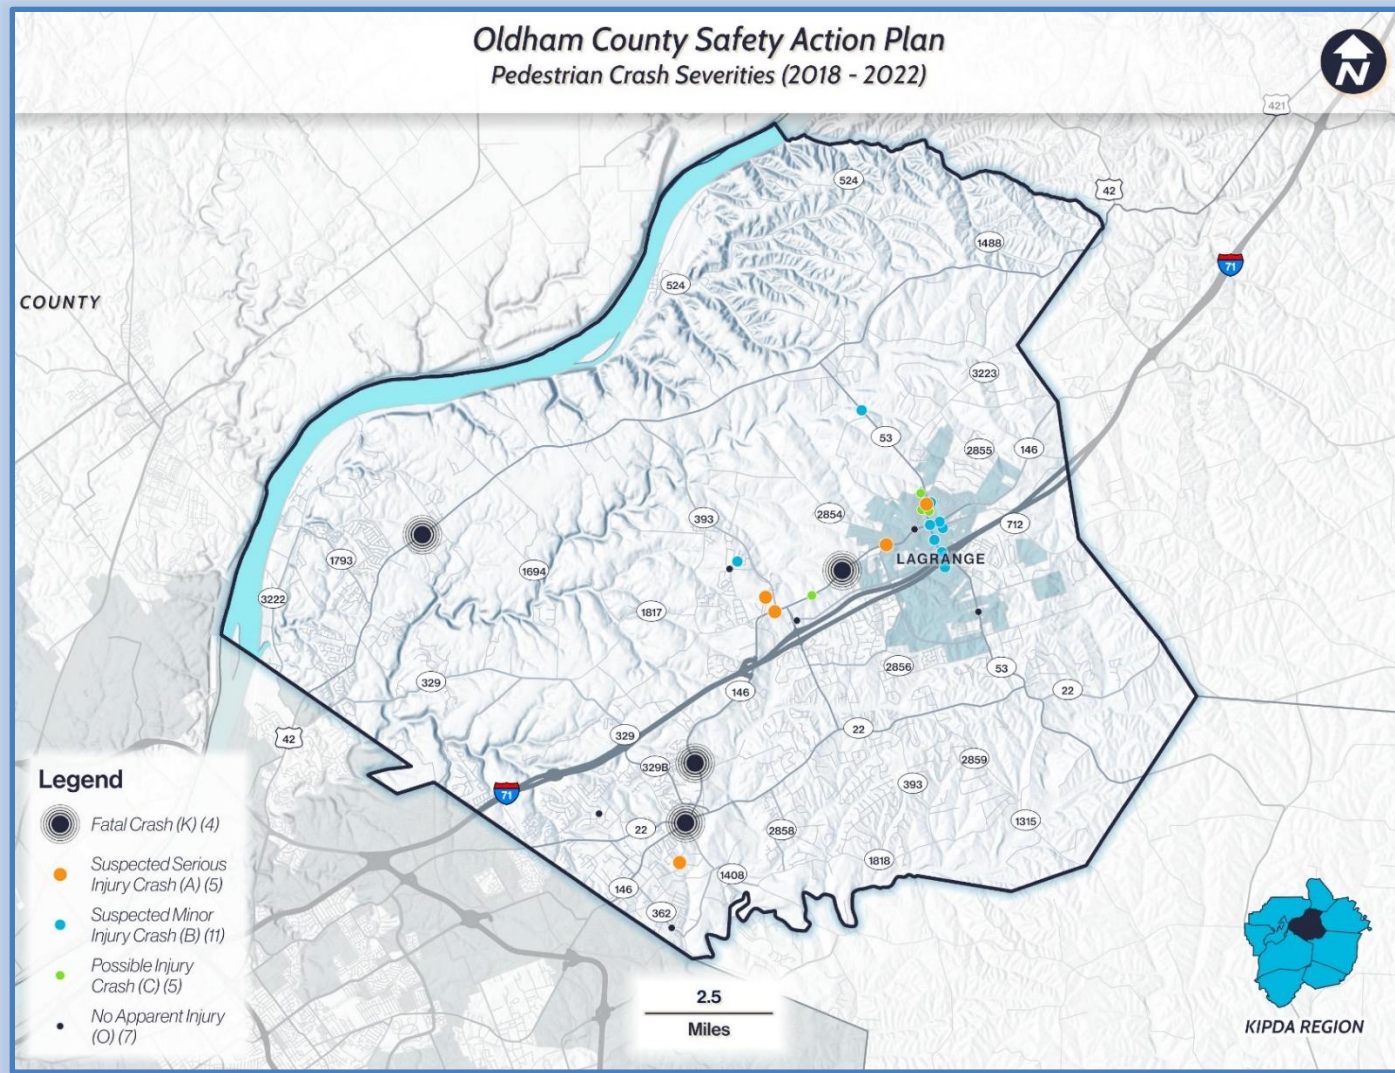 Oldham County Safety Action Plan
Pedestrian Crash Severities (2018 - 2022)
N
421
524
42
1488
71
524
COUNTY
3223
53
2855
146
393
2854
712
1793
1694
LAGRANGE
3222
1817
329
2856
53
22
146
42
329
22
329B
2859
393
71
22
2858
1315
1818
146
1408
362
Legend
Fatal Crash (K) (4)
Suspected Serious
Injury Crash (A) (5)
Suspected Minor
Injury Crash (B) (11)
Possible Injury
Crash (C) (5)
No Apparent Injury
(O) (7)
2.5
Miles
KIPDA REGION